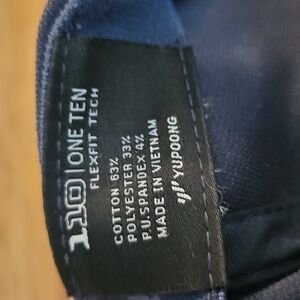 110 | ONE TEN
FLEXFIT TECH
COTTON 63%
POLYESTER 33%
P.U.SPANDEX 4%
MADE IN VIETNAM
YUPOONG